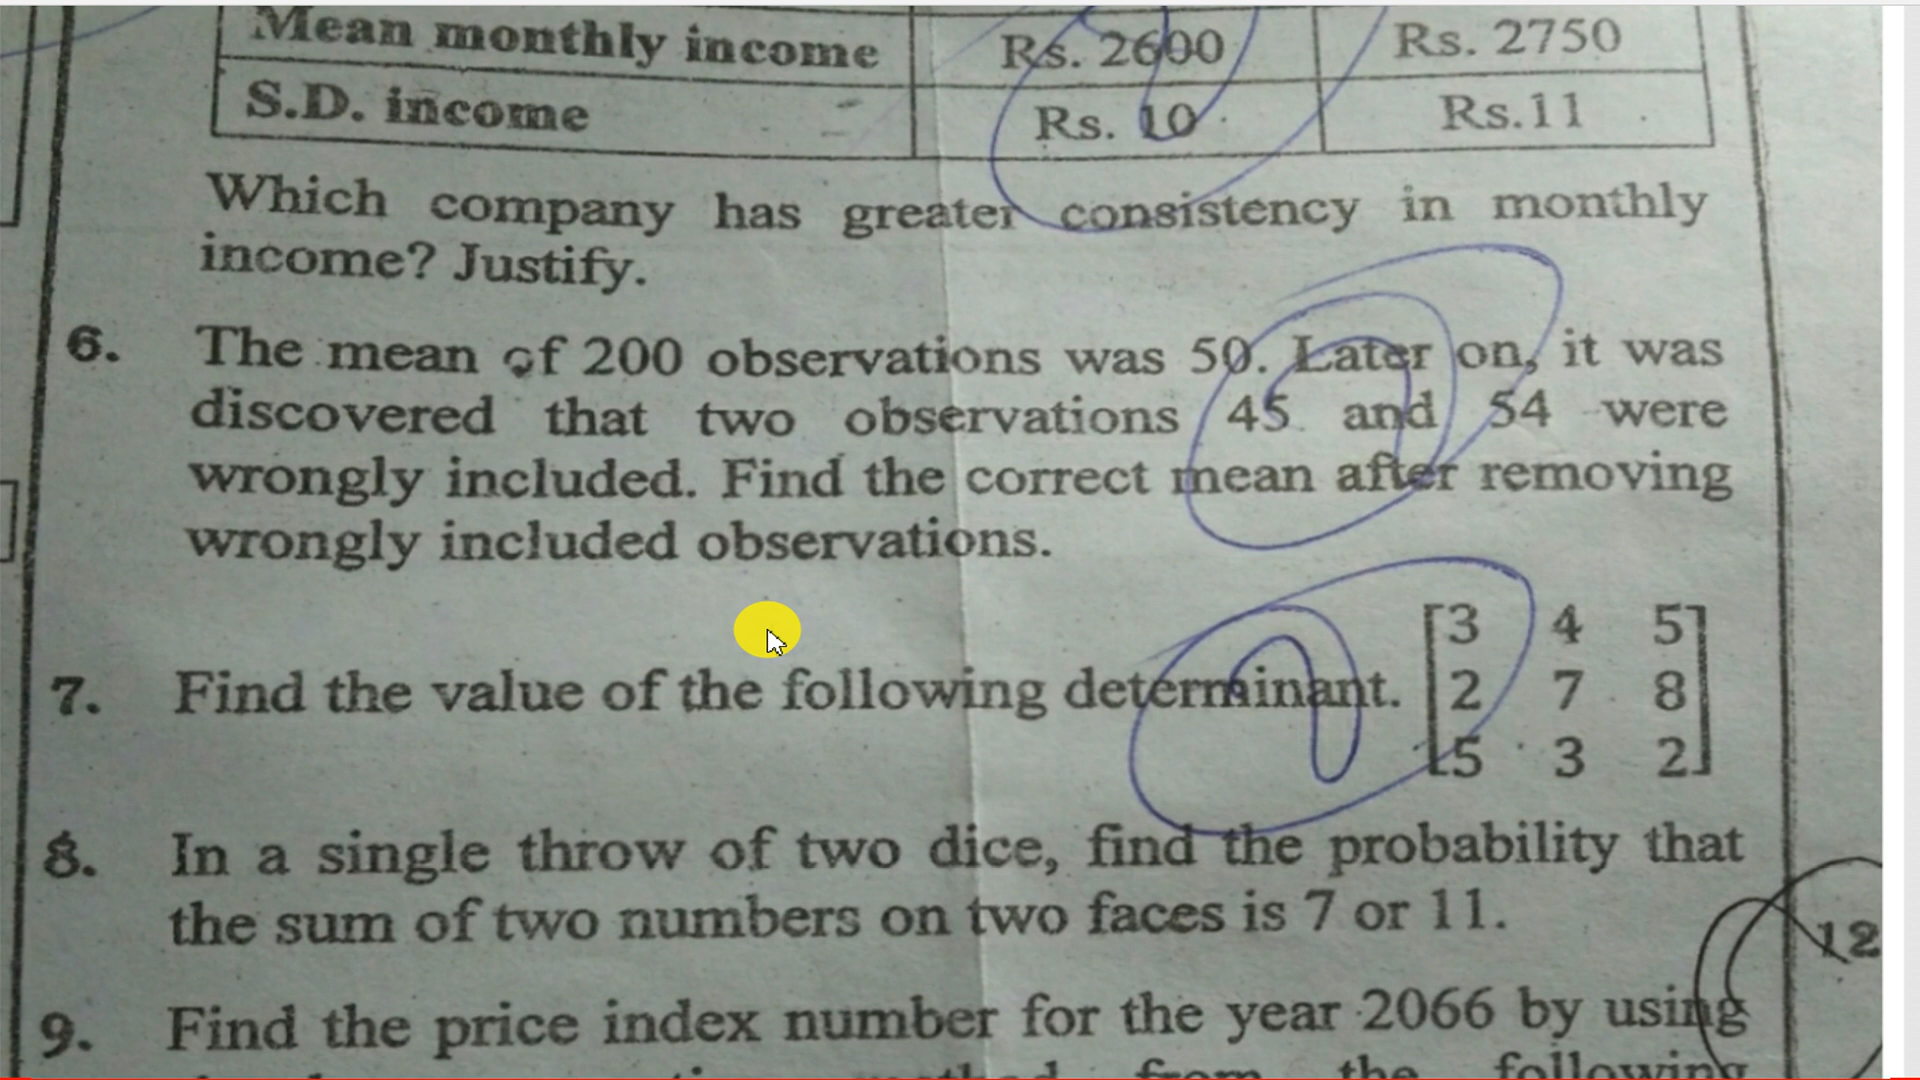 Mean monthly income Rs. 2600 Rs. 2750
S.D. income Rs. 10 Rs.11
Which company has greater consistency in monthly
income? Justify.
6. The mean of 200 observations was 50. Later on, it was
discovered that two observations 45 and 54 were
wrongly included. Find the correct mean after removing
wrongly included observations.
3 4 5
7. Find the value of the following determinant. 2 7 8
5 3 2
8. In a single throw of two dice, find the probability that
the sum of two numbers on two faces is 7 or 11.
12
9. Find the price index number for the year 2066 by using
method from the following